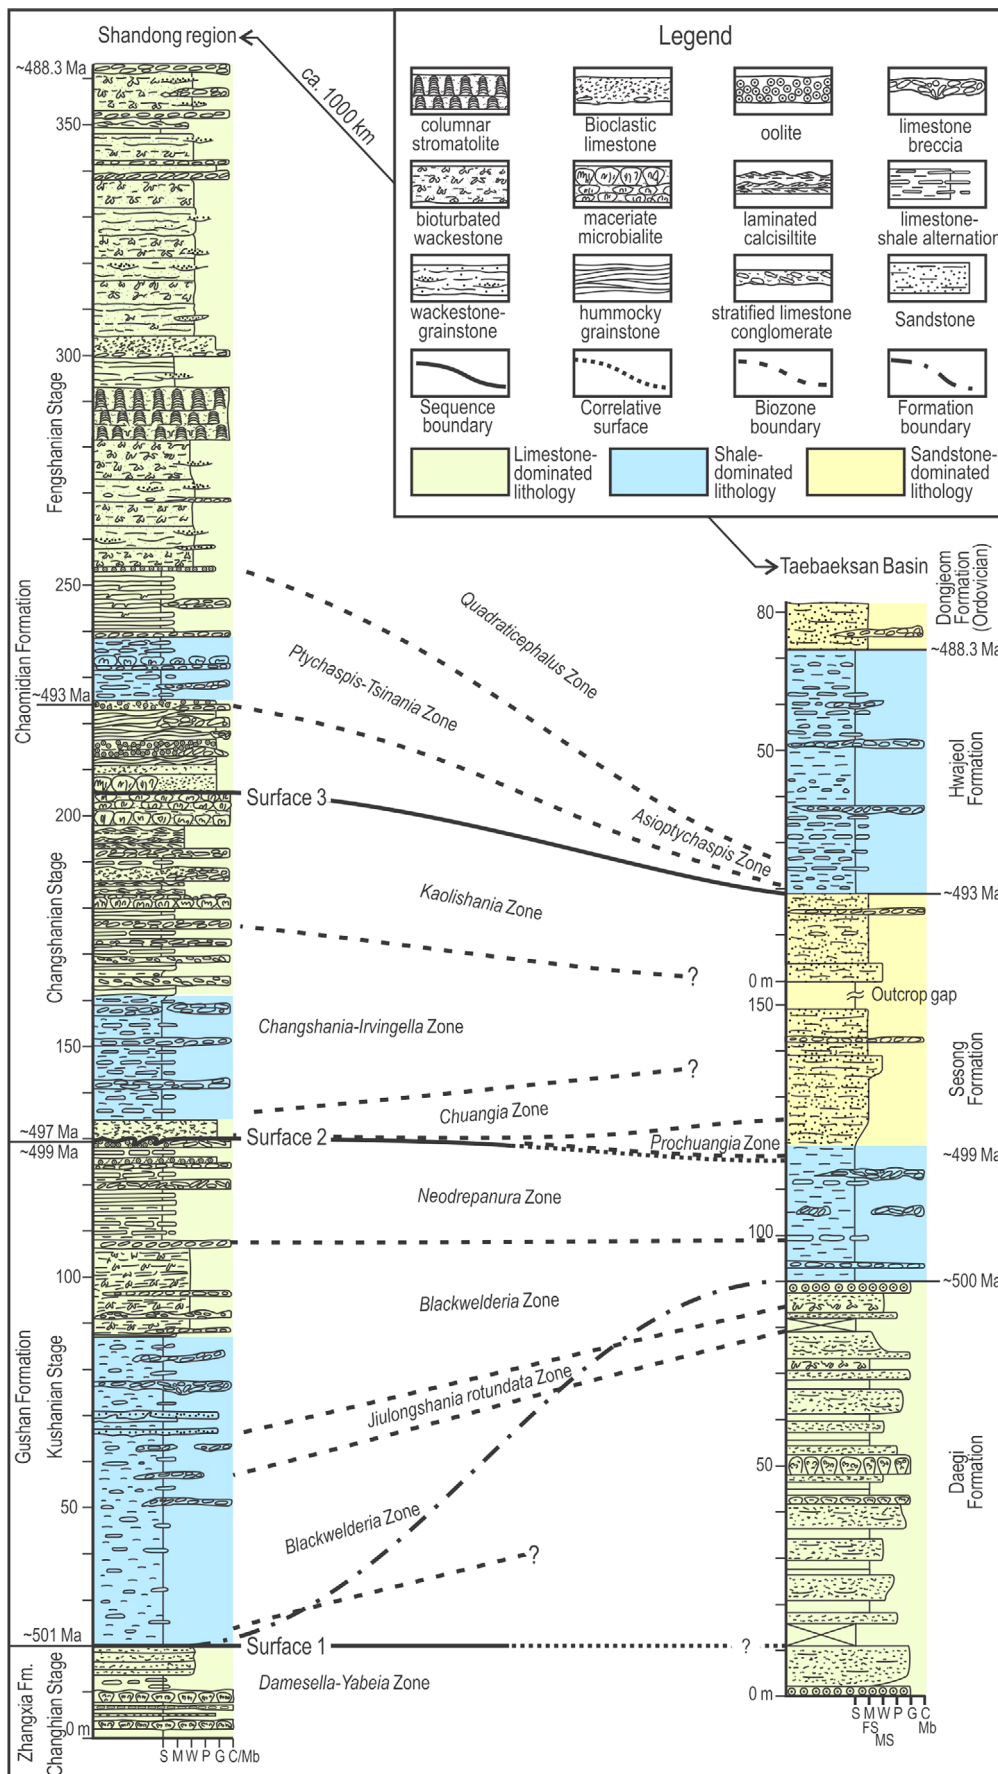 Shandong region
ca. 1000 km
Legend
columnar
stromatolite
Bioclastic
limestone
oolite
limestone
breccia
bioturbated
wackestone
maceriate
microbialite
laminated
calcisiltite
limestone-
shale alternation
wackestone-
grainstone
hummocky
grainstone
stratified limestone
conglomerate
Sandstone
Sequence
boundary
Correlative
surface
Biozone
boundary
Formation
boundary
Limestone-
dominated
lithology
Shale-
dominated
lithology
Sandstone-
dominated
lithology
~488.3 Ma
350
300
250
~493 Ma
200
150
~497 Ma
~499 Ma
100
50
~501 Ma
0 m
S M W P G C/Mb
Fengshanian Stage
Chaomidian Formation
Changshanian Stage
Gushan Formation
Kushanian Stage
Zhangxia Fm.
Changhian Stage
Quadraticephalus Zone
Ptychaspis-Tsinania Zone
Asioptychaspis Zone
Surface 3
Kaolishania Zone
?
Changshania-Irvingella Zone
?
Chuangia Zone
Surface 2
Prochuangia Zone
Neodrepanura Zone
Blackwelderia Zone
Jiulongshania rotundata Zone
Blackwelderia Zone
?
Surface 1
?
Damesella-Yabeia Zone
Taebaeksan Basin
80
~488.3 Ma
50
~493 Ma
0 m
150
Outcrop gap
~499 Ma
100
~500 Ma
50
0 m
S M W P G C
FS Mb
MS
Dongjeom
Formation
(Ordovician)
Hwajeol
Formation
Sesong
Formation
Daegi
Formation